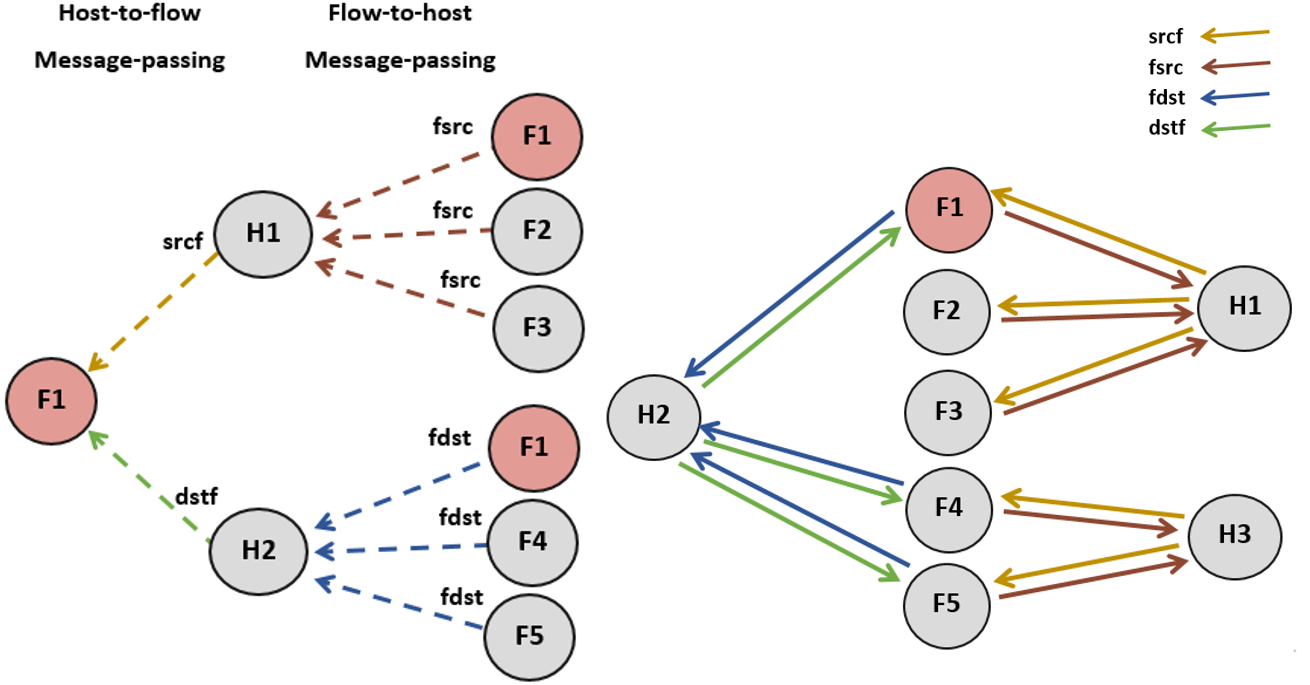 Host-to-flow
Message-passing
Flow-to-host
Message-passing
fsrc
F1
fsrc
F2
fsrc
F3
H1
srcf
F1
dstf
H2
fdst
F1
fdst
F4
fdst
F5
srcf
fsrc
fdst
dstf
F1
F2
H1
F3
H2
F4
H3
F5